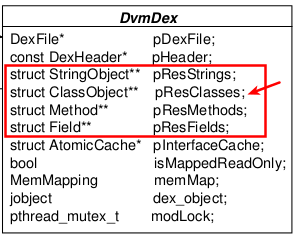 DvmDex
DexFile* pDexFile;
const DexHeader* pHeader;
struct StringObject** pResStrings;
struct ClassObject** pResClasses;
struct Method** pResMethods;
struct Field** pResFields;
struct AtomicCache* pInterfaceCache;
bool isMappedReadOnly;
MemMapping memMap;
jobject dex_object;
pthread_mutex_t modLock;